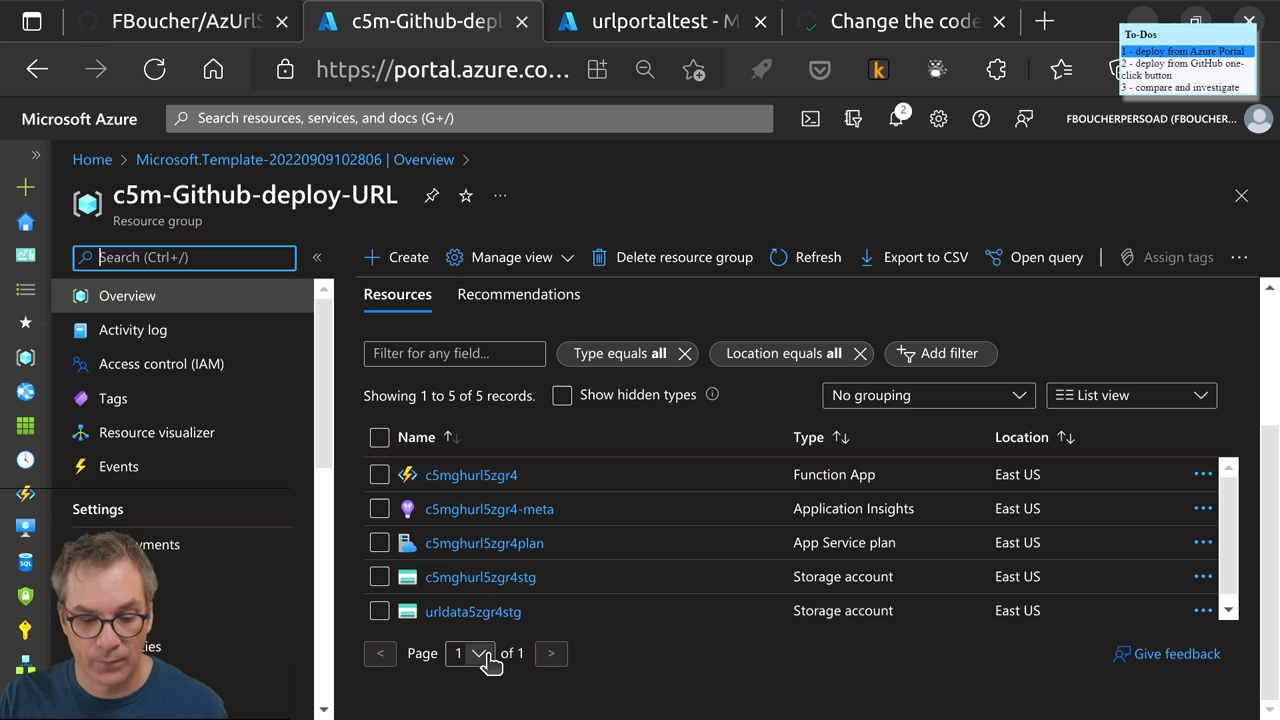 FBoucher/AzUrlS
c5m-Github-depl
urlportaltest - M
Change the code
https://portal.azure.co...
To-Dos
1 - deploy from Azure Portal
2 - deploy from GitHub one-
click button
3 - compare and investigate
Microsoft Azure
Search resources, services, and docs (G+/)
2
FBOUCHERPERSOAD (FBOUCHER...
Home > Microsoft.Template-20220909102806 | Overview >
c5m-Github-deploy-URL
Resource group
Search (Ctrl+/)
Overview
Activity log
Access control (IAM)
Tags
Resource visualizer
Events
Settings
Create
Manage view
Delete resource group
Refresh
Export to CSV
Open query
Assign tags
Resources
Recommendations
Filter for any field...
Type equals all
Location equals all
Add filter
Showing 1 to 5 of 5 records.
Show hidden types
No grouping
List view
Name Type Location
c5mghurl5zgr4 Function App East US
c5mghurl5zgr4-meta Application Insights East US
c5mghurl5zgr4plan App Service plan East US
c5mghurl5zgr4stg Storage account East US
urldata5zgr4stg Storage account East US
< Page 1 of 1 >
Give feedback